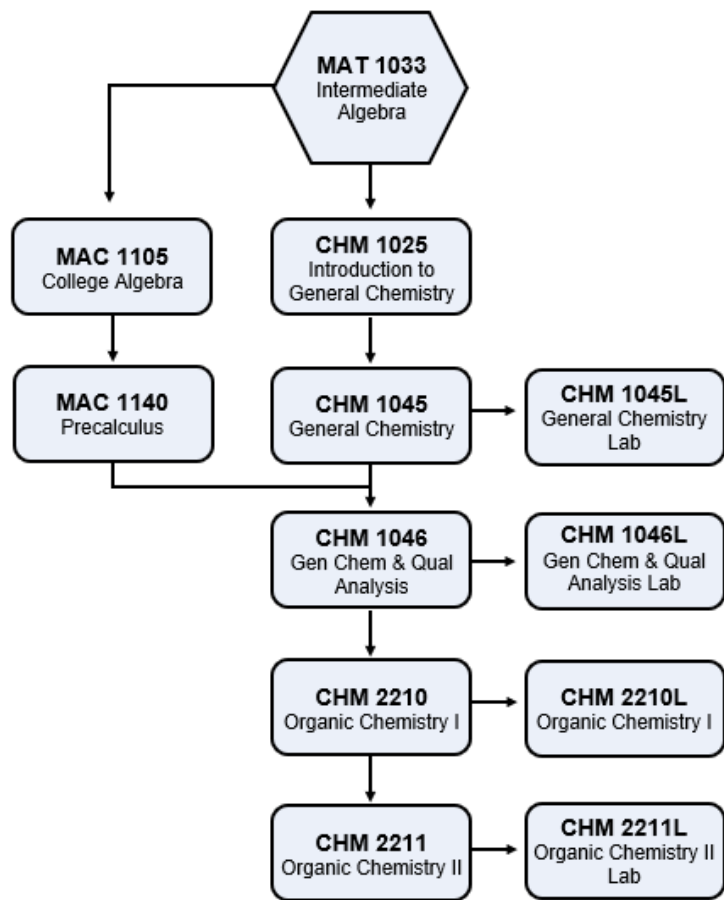 MAT 1033
Intermediate
Algebra
MAC 1105
College Algebra
CHM 1025
Introduction to
General Chemistry
MAC 1140
Precalculus
CHM 1045
General Chemistry
CHM 1045L
General Chemistry
Lab
CHM 1046
Gen Chem & Qual
Analysis
CHM 1046L
Gen Chem & Qual
Analysis Lab
CHM 2210
Organic Chemistry I
CHM 2210L
Organic Chemistry I
CHM 2211
Organic Chemistry II
CHM 2211L
Organic Chemistry II
Lab